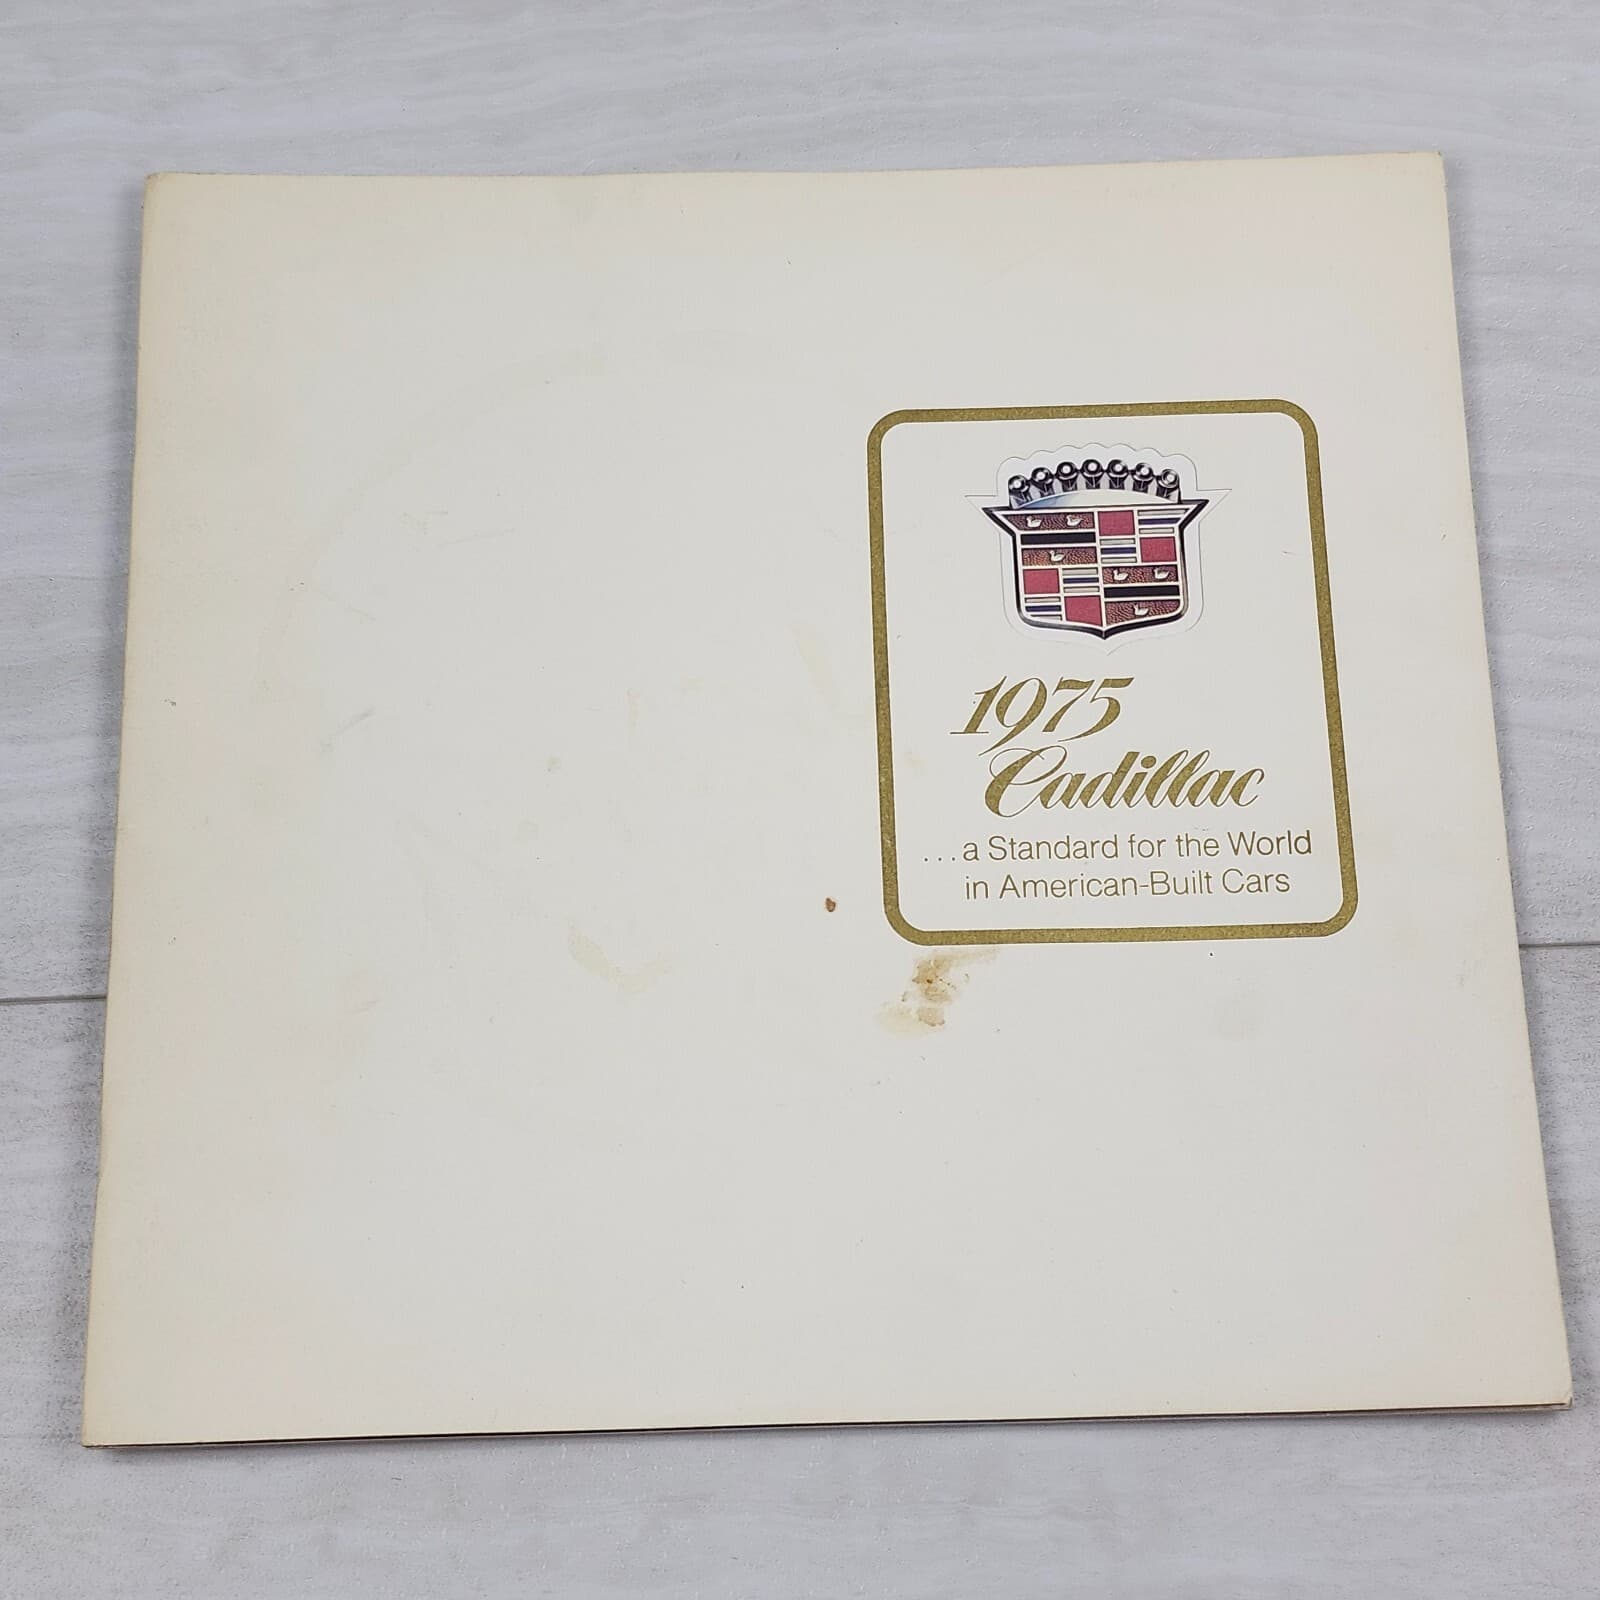 1975
Cadillac
...a Standard for the World
in American-Built Cars